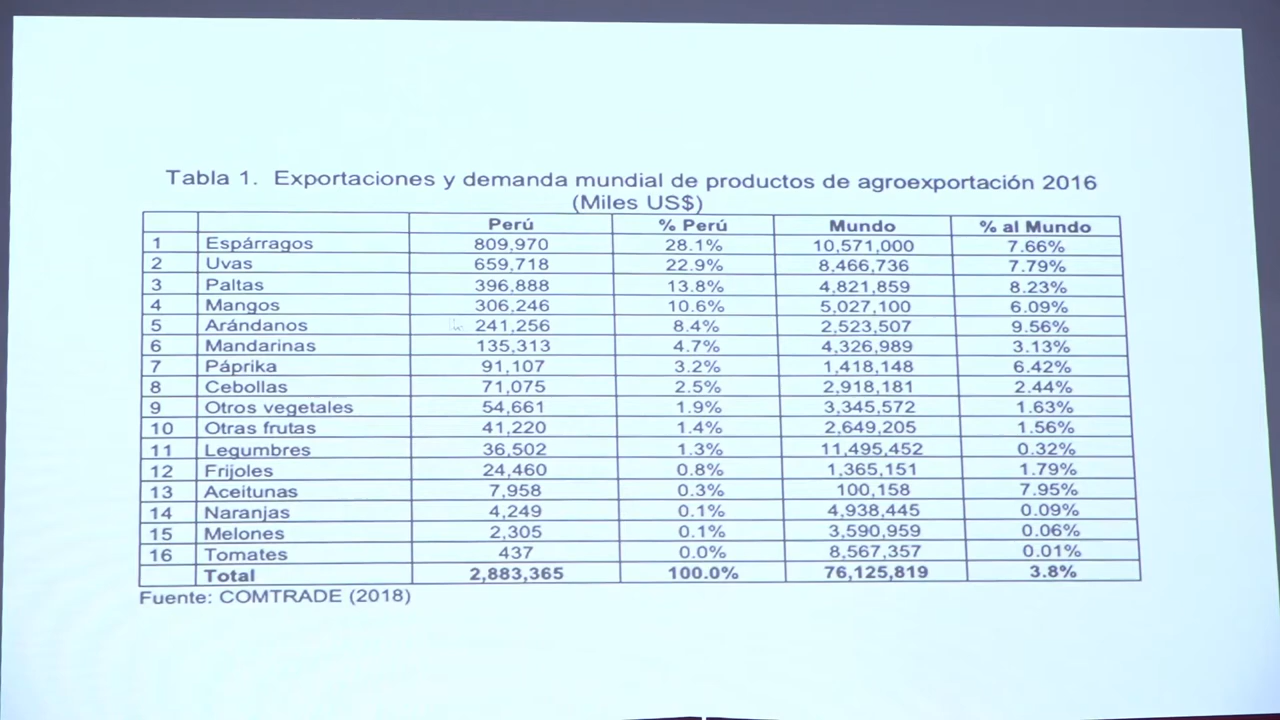 Tabla 1. Exportaciones y demanda mundial de productos de agroexportación 2016
(Miles US$)
Perú % Perú Mundo % al Mundo
1 Espárragos 809,970 28.1% 10,571,000 7.66%
2 Uvas 659,718 22.9% 8,466,736 7.79%
3 Paltas 396,888 13.8% 4,821,859 8.23%
4 Mangos 306,246 10.6% 5,027,100 6.09%
5 Arándanos 241,256 8.4% 2,523,507 9.56%
6 Mandarinas 135,313 4.7% 4,326,989 3.13%
7 Páprika 91,107 3.2% 1,418,148 6.42%
8 Cebollas 71,075 2.5% 2,918,181 2.44%
9 Otros vegetales 54,661 1.9% 3,345,572 1.63%
10 Otras frutas 41,220 1.4% 2,649,205 1.56%
11 Legumbres 36,502 1.3% 11,495,452 0.32%
12 Frijoles 24,460 0.8% 1,365,151 1.79%
13 Aceitunas 7,958 0.3% 100,158 7.95%
14 Naranjas 4,249 0.1% 4,938,445 0.09%
15 Melones 2,305 0.1% 3,590,959 0.06%
16 Tomates 437 0.0% 8,567,357 0.01%
Total 2,883,365 100.0% 76,125,819 3.8%
Fuente: COMTRADE (2018)